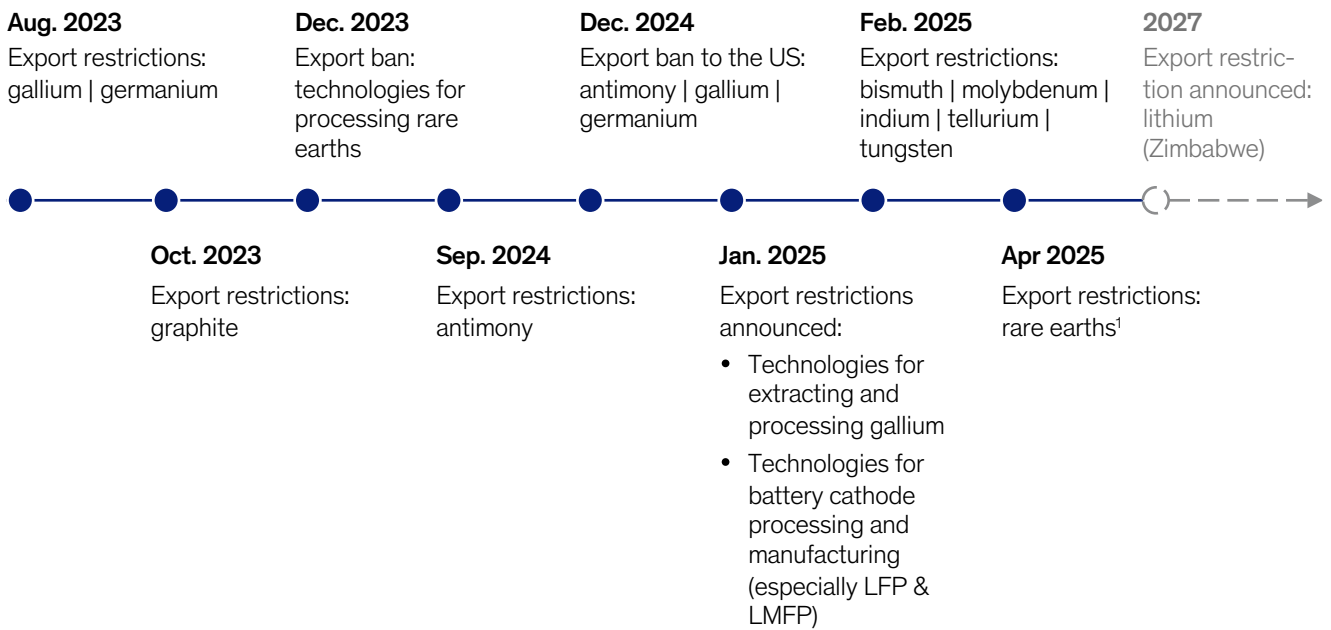 Aug. 2023
Export restrictions:
gallium | germanium
Dec. 2023
Export ban:
technologies for
processing rare
earths
Dec. 2024
Export ban to the US:
antimony | gallium |
germanium
Feb. 2025
Export restrictions:
bismuth | molybdenum |
indium | tellurium |
tungsten
2027
Export restric-
tion announced:
lithium
(Zimbabwe)
Oct. 2023
Export restrictions:
graphite
Sep. 2024
Export restrictions:
antimony
Jan. 2025
Export restrictions
announced:
• Technologies for
extracting and
processing gallium
• Technologies for
battery cathode
processing and
manufacturing
(especially LFP &
LMFP)
Apr 2025
Export restrictions:
rare earths¹